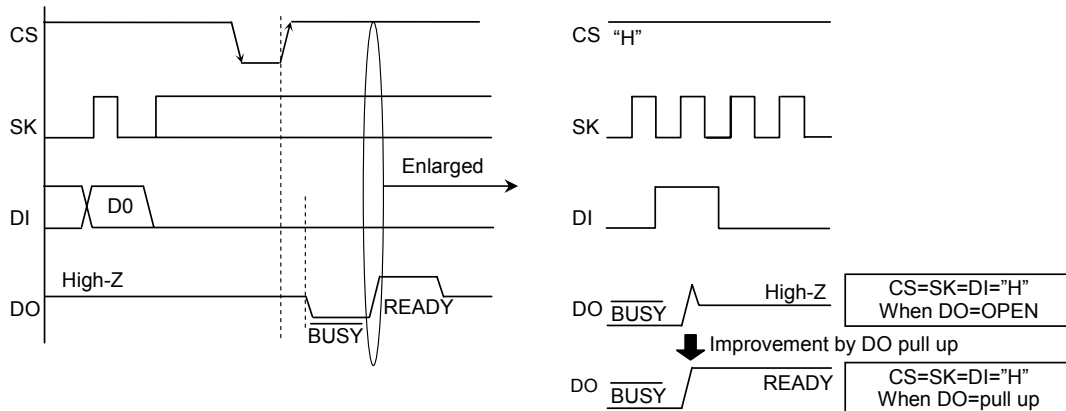 CS
SK
DI
D0
Enlarged
DO
High-Z
BUSY
READY
CS
“H”
SK
DI
DO
BUSY
High-Z
CS=SK=DI=”H”
When DO=OPEN
Improvement by DO pull up
DO
BUSY
READY
CS=SK=DI=”H”
When DO=pull up